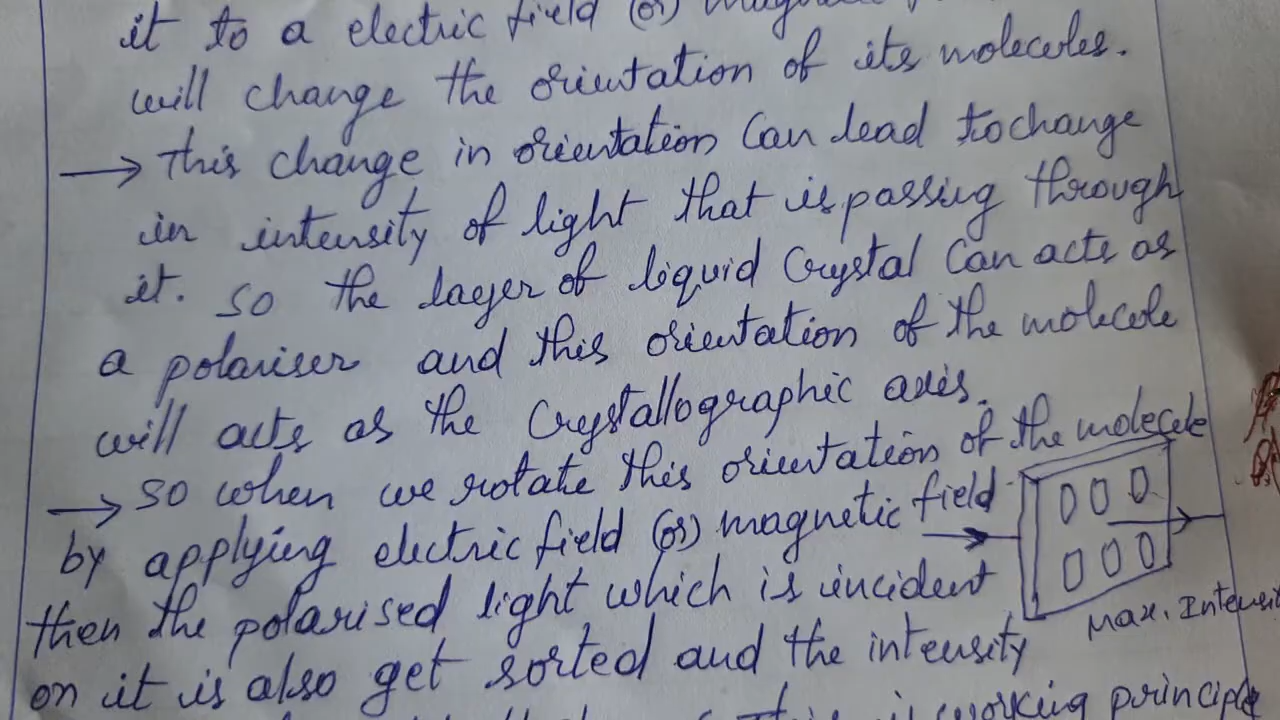 it to a electric field (or)
will change the orientation of its molecules.
→ this change in orientation can lead to change
in intensity of light that is passing through
it. so the layer of liquid crystal can acts as
a polariser and this orientation of the molecule
will acts as the crystallographic axis.
→ so when we rotate this orientation of the molecule
by applying electric field (or) magnetic field
then the polarised light which is incident
Max. Intensit
on it is also get sorted and the intensity
working principle